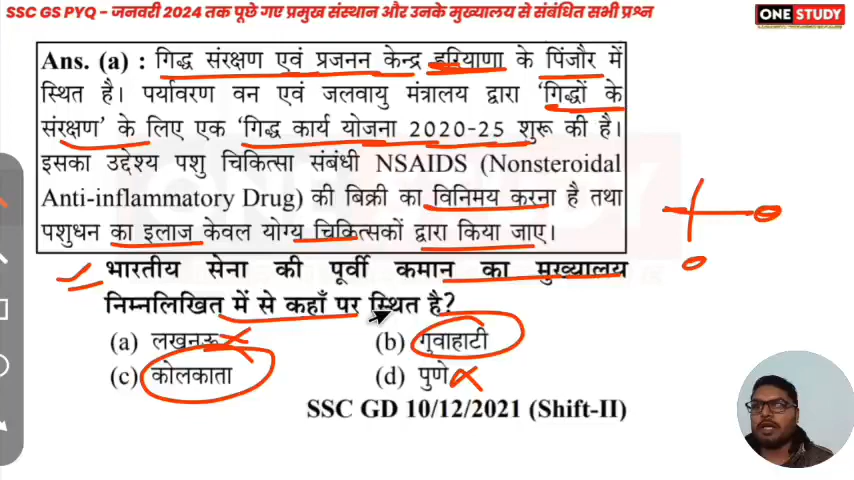 SSC GS PYQ - जनवरी 2024 तक पूछे गए प्रमुख संस्थान और उनके मुख्यालय से संबंधित सभी प्रश्न
ONE STUDY
Ans. (a) : गिद्ध संरक्षण एवं प्रजनन केन्द्र हरियाणा के पिंजौर में
स्थित है। पर्यावरण वन एवं जलवायु मंत्रालय द्वारा 'गिद्धों के
संरक्षण' के लिए एक 'गिद्ध कार्य योजना 2020-25 शुरू की है।
इसका उद्देश्य पशु चिकित्सा संबंधी NSAIDS (Nonsteroidal
Anti-inflammatory Drug) की बिक्री का विनिमय करना है तथा
पशुधन का इलाज केवल योग्य चिकित्सकों द्वारा किया जाए।
भारतीय सेना की पूर्वी कमान का मुख्यालय
निम्नलिखित में से कहाँ पर स्थित है?
(a) लखनऊ (b) गुवाहाटी
(c) कोलकाता (d) पुणे
SSC GD 10/12/2021 (Shift-II)